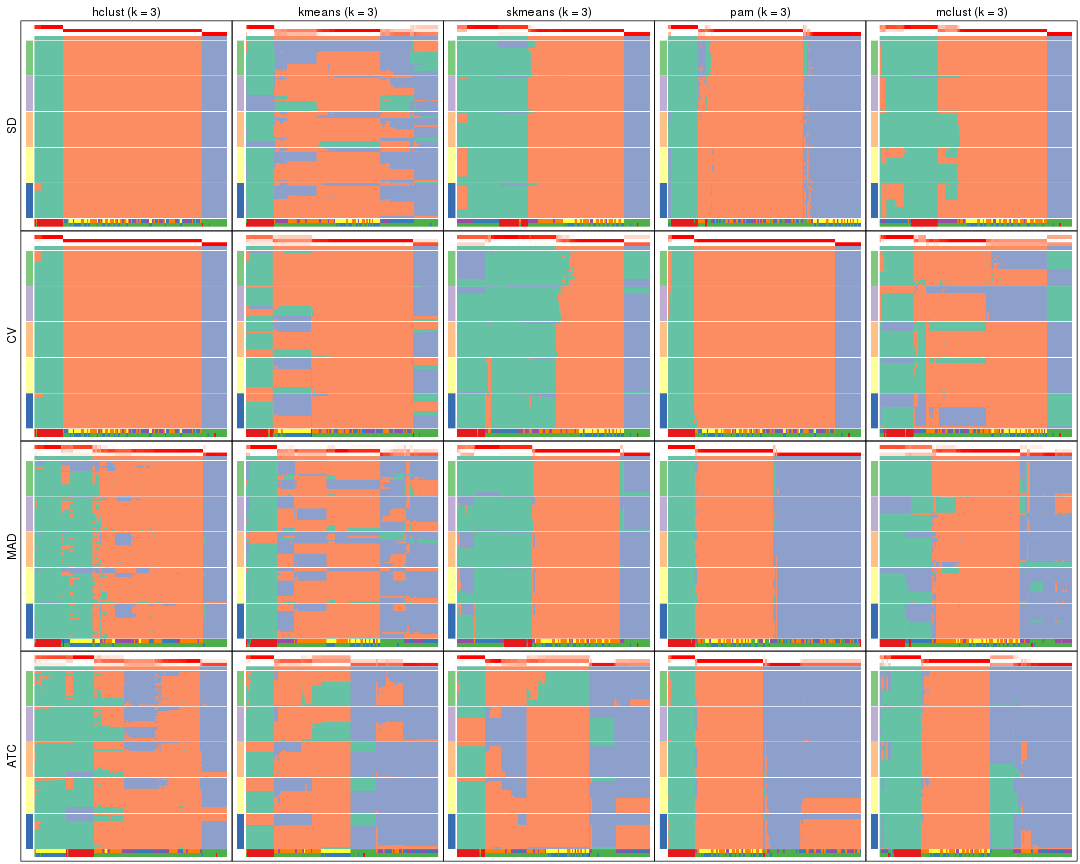 hclust (k = 3)
kmeans (k = 3)
skmeans (k = 3)
pam (k = 3)
mclust (k = 3)
SD
CV
MAD
ATC